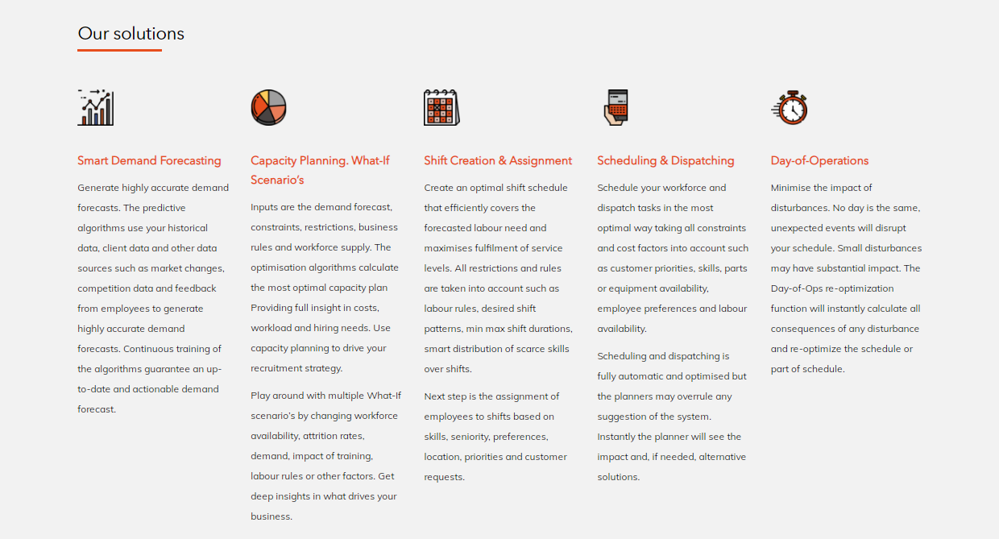 Our solutions
Smart Demand Forecasting
Generate highly accurate demand
forecasts. The predictive
algorithms use your historical
data, client data and other data
sources such as market changes,
competition data and feedback
from employees to generate
highly accurate demand
forecasts. Continuous training of
the algorithms guarantee an up-
to-date and actionable demand
forecast.
Capacity Planning. What-If
Scenario’s
Inputs are the demand forecast,
constraints, restrictions, business
rules and workforce supply. The
optimisation algorithms calculate
the most optimal capacity plan
Providing full insight in costs,
workload and hiring needs. Use
capacity planning to drive your
recruitment strategy.
Play around with multiple What-If
scenario’s by changing workforce
availability, attrition rates,
demand, impact of training,
labour rules or other factors. Get
deep insights in what drives your
business.
Shift Creation & Assignment
Create an optimal shift schedule
that efficiently covers the
forecasted labour need and
maximises fulfilment of service
levels. All restrictions and rules
are taken into account such as
labour rules, desired shift
patterns, min max shift durations,
smart distribution of scarce skills
over shifts.
Next step is the assignment of
employees to shifts based on
skills, seniority, preferences,
location, priorities and customer
requests.
Scheduling & Dispatching
Schedule your workforce and
dispatch tasks in the most
optimal way taking all constraints
and cost factors into account such
as customer priorities, skills, parts
or equipment availability,
employee preferences and labour
availability.
Scheduling and dispatching is
fully automatic and optimised but
the planners may overrule any
suggestion of the system.
Instantly the planner will see the
impact and, if needed, alternative
solutions.
Day-of-Operations
Minimise the impact of
disturbances. No day is the same,
unexpected events will disrupt
your schedule. Small disturbances
may have substantial impact. The
Day-of-Ops re-optimization
function will instantly calculate all
consequences of any disturbance
and re-optimize the schedule or
part of schedule.